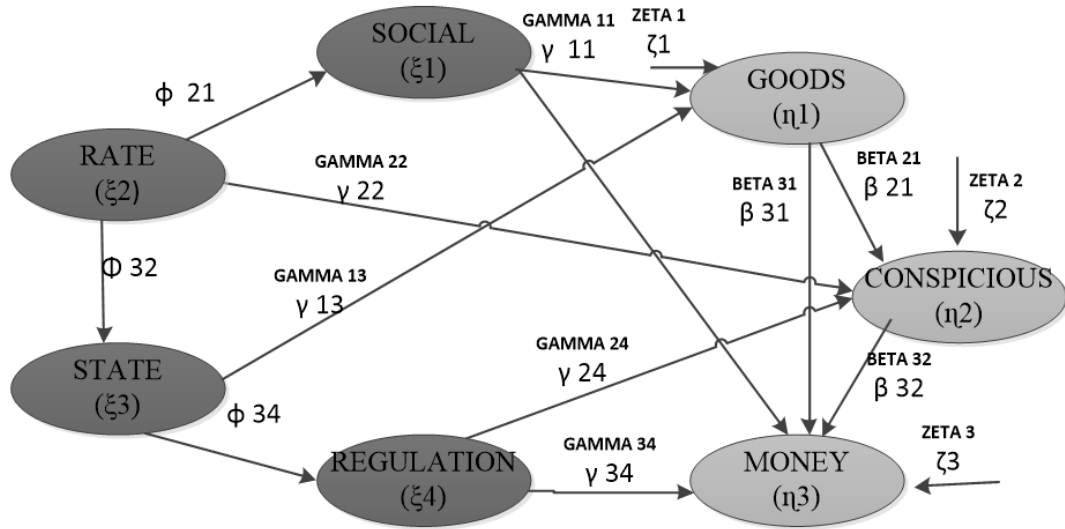 SOCIAL
(ξ1)
GAMMA 11
γ 11
ZETA 1
ζ1
GOODS
(η1)
ϕ 21
RATE
(ξ2)
GAMMA 22
γ 22
BETA 31
β 31
BETA 21
β 21
ZETA 2
ζ2
Φ 32
GAMMA 13
γ 13
CONSPICIOUS
(η2)
STATE
(ξ3)
GAMMA 24
γ 24
BETA 32
β 32
ϕ 34
REGULATION
(ξ4)
GAMMA 34
γ 34
MONEY
(η3)
ZETA 3
ζ3